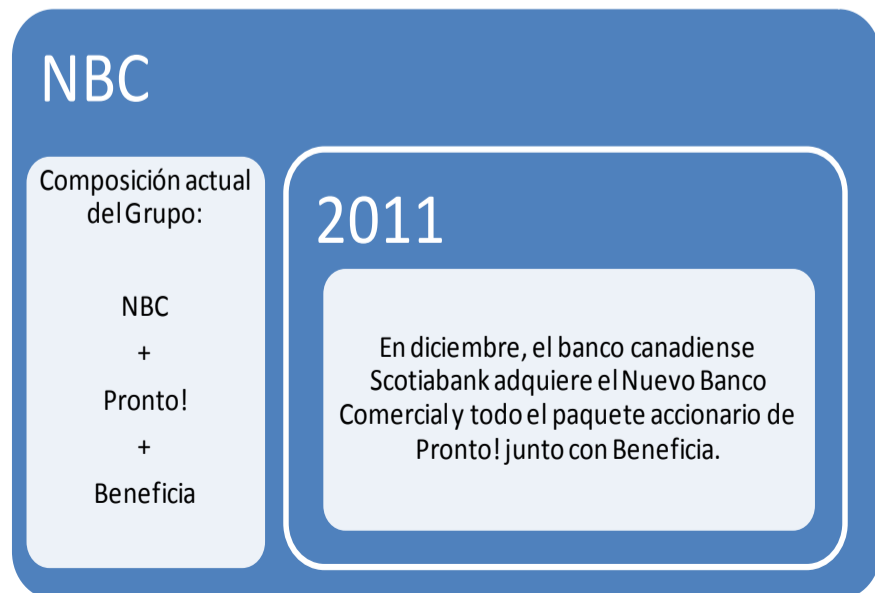 NBC
Composición actual
del Grupo:
NBC
+
Pronto!
+
Beneficia
2011
En diciembre, el banco canadiense
Scotiabank adquiere el Nuevo Banco
Comercial y todo el paquete accionario de
Pronto! junto con Beneficia.